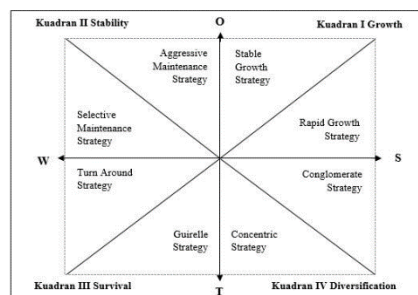 Kuadran II Stability
O
Kuadran I Growth
Aggressive
Maintenance
Strategy
Stable
Growth
Strategy
Selective
Maintenance
Strategy
Rapid Growth
Strategy
W
S
Turn Around
Strategy
Conglomerate
Strategy
Guirelle
Strategy
Concentric
Strategy
Kuadran III Survival
T
Kuadran IV Diversification